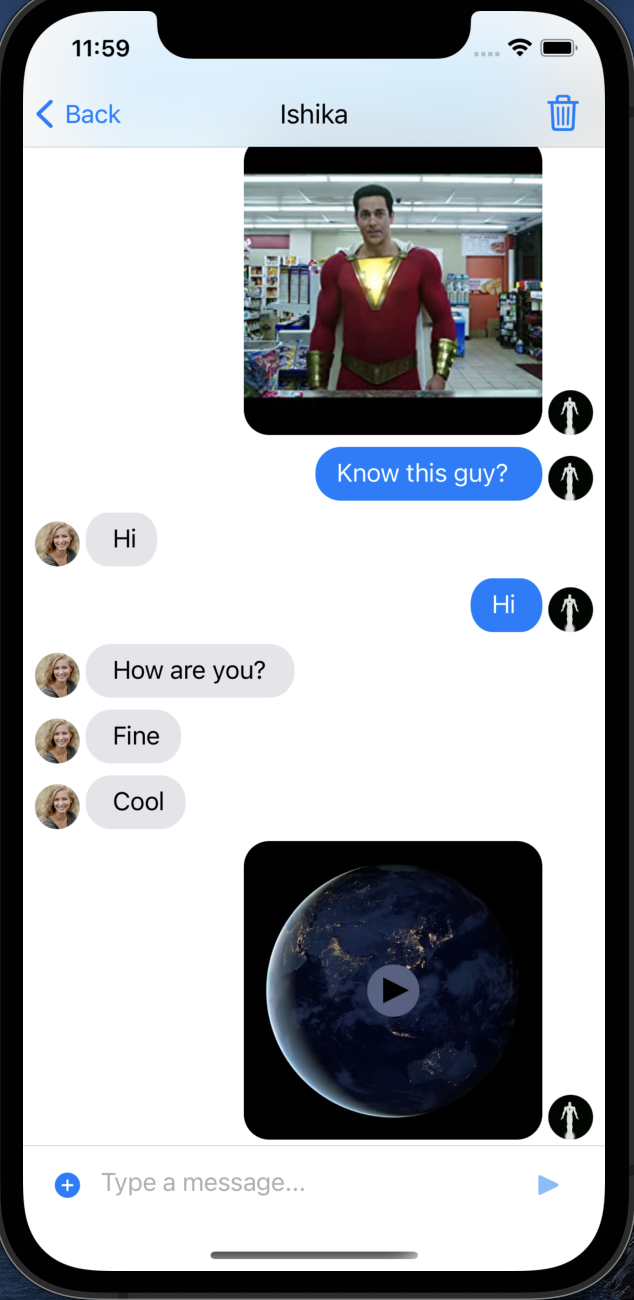 11:59
Back
Ishika
Know this guy?
Hi
Hi
How are you?
Fine
Cool
Type a message...